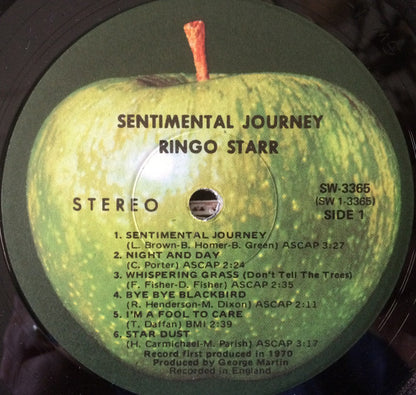 SENTIMENTAL JOURNEY
RINGO STARR
STEREO
SW-3365
(SW 1-3365)
SIDE 1
1. SENTIMENTAL JOURNEY
(L. Brown-B. Homer-B. Green) ASCAP 3:27
2. NIGHT AND DAY
(C. Porter) ASCAP 2:24
3. WHISPERING GRASS (Don't Tell The Trees)
(F. Fisher-D. Fisher) ASCAP 2:35
4. BYE BYE BLACKBIRD
(R. Henderson-M. Dixon) ASCAP 2:11
5. I'M A FOOL TO CARE
(T. Daffan) BMI 2:39
6. STAR DUST
(H. Carmichael-M. Parish) ASCAP 3:17
Record first produced in 1970
Produced by George Martin
Recorded in England